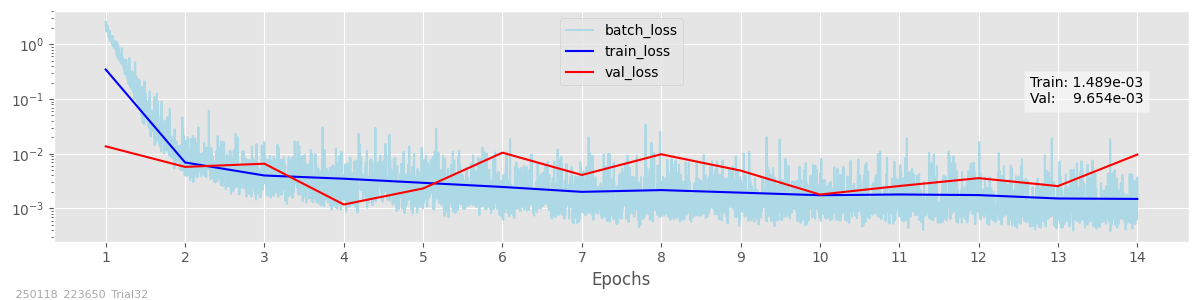 10⁰
10⁻¹
10⁻²
10⁻³
batch_loss
train_loss
val_loss
Train: 1.489e-03
Val: 9.654e-03
1 2 3 4 5 6 7 8 9 10 11 12 13 14
Epochs
250118_223650_Trial32